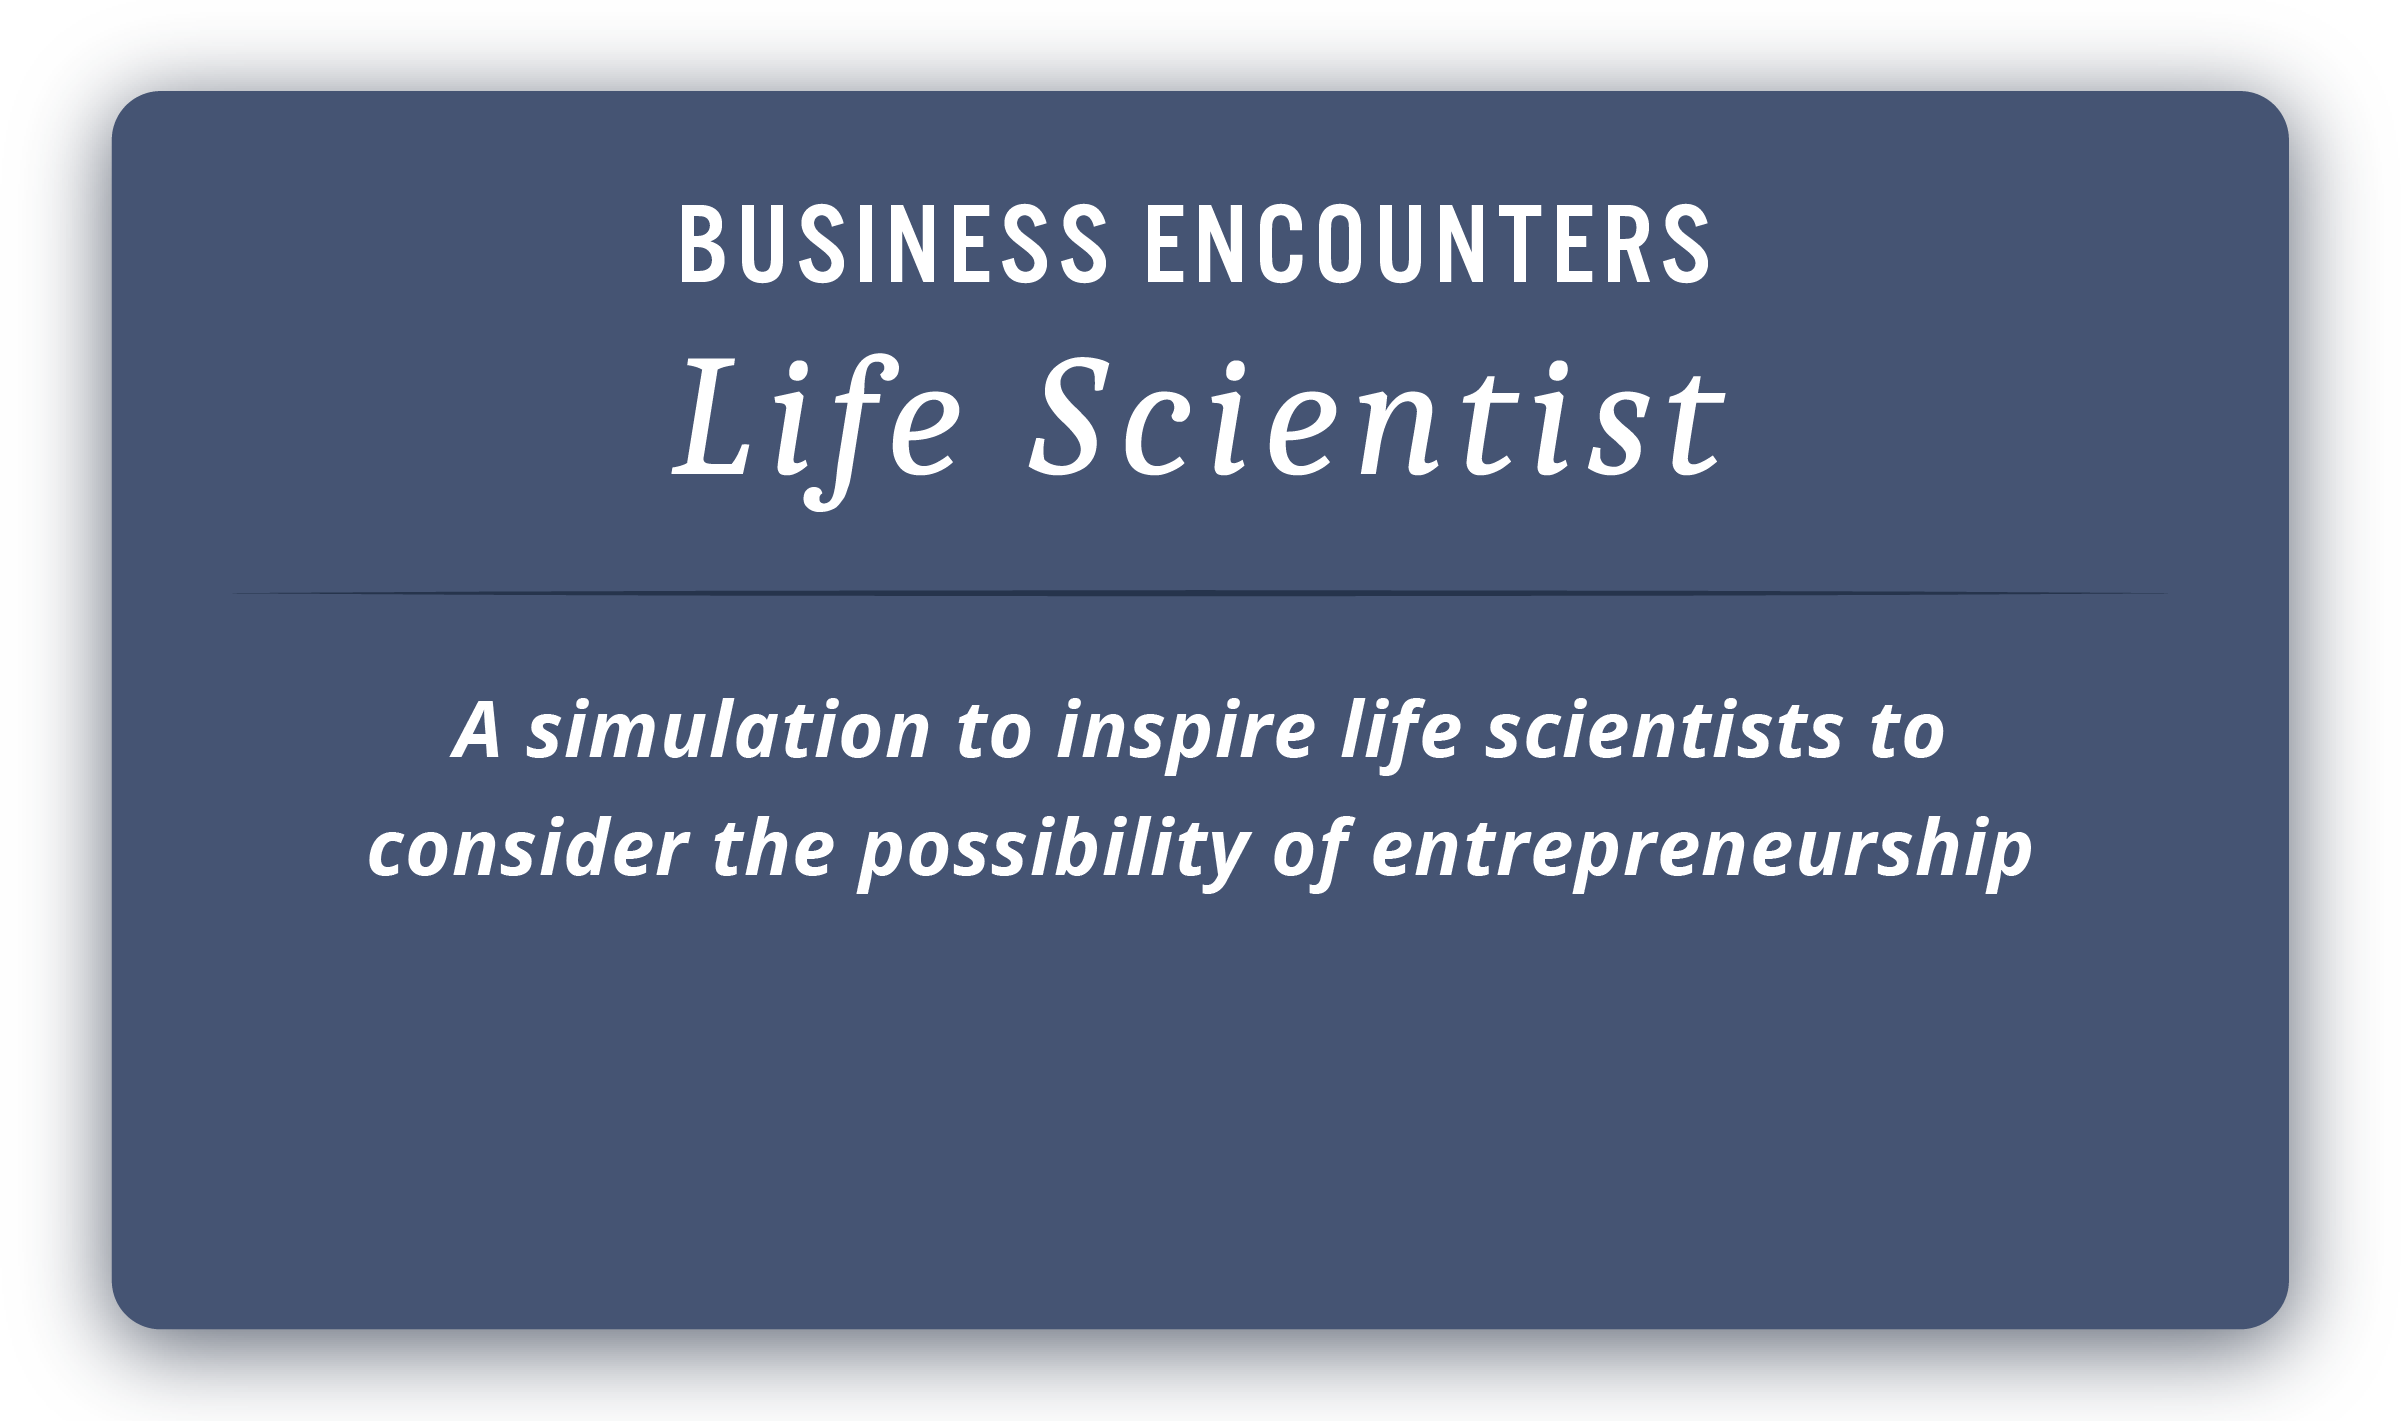 BUSINESS ENCOUNTERS
Life Scientist
A simulation to inspire life scientists to
consider the possibility of entrepreneurship